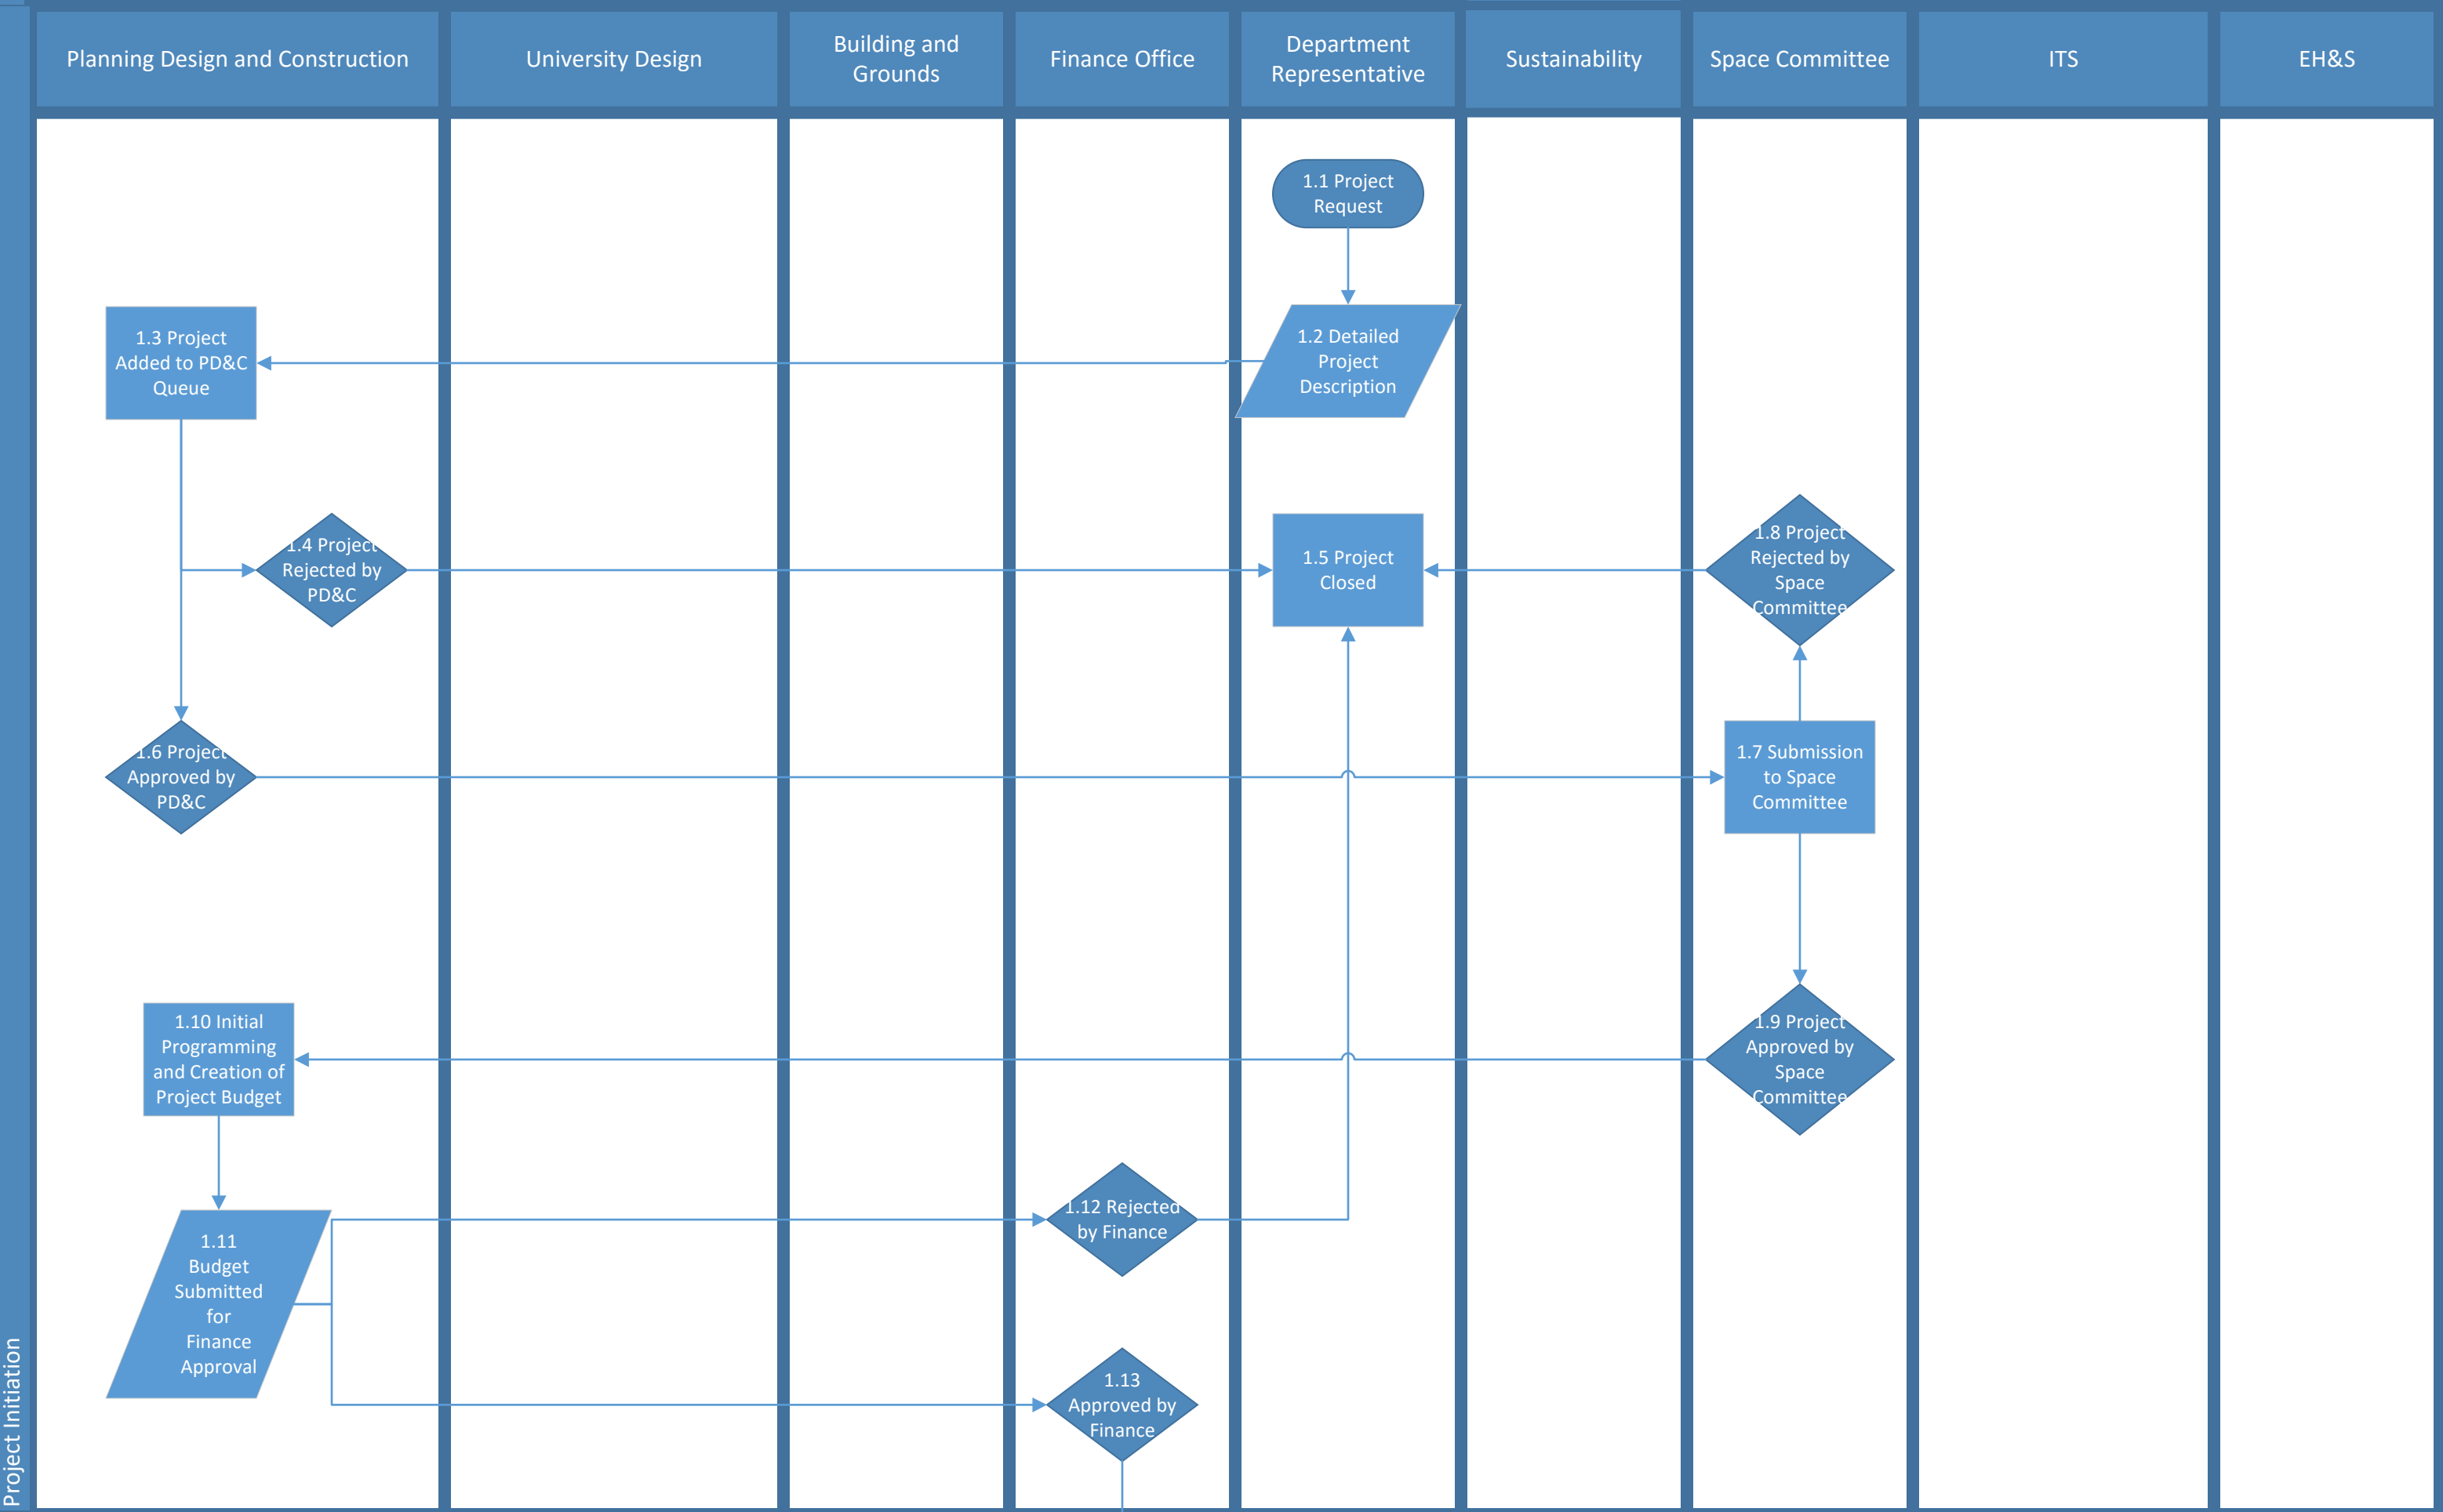 Planning Design and Construction
University Design
Building and
Grounds
Finance Office
Department
Representative
Sustainability
Space Committee
ITS
EH&S
1.1 Project
Request
1.2 Detailed
Project
Description
1.3 Project
Added to PD&C
Queue
1.4 Project
Rejected by
PD&C
1.5 Project
Closed
1.8 Project
Rejected by
Space
Committee
1.6 Project
Approved by
PD&C
1.7 Submission
to Space
Committee
1.10 Initial
Programming
and Creation of
Project Budget
1.9 Project
Approved by
Space
Committee
1.11
Budget
Submitted
for
Finance
Approval
1.12 Rejected
by Finance
1.13
Approved by
Finance
Project Initiation